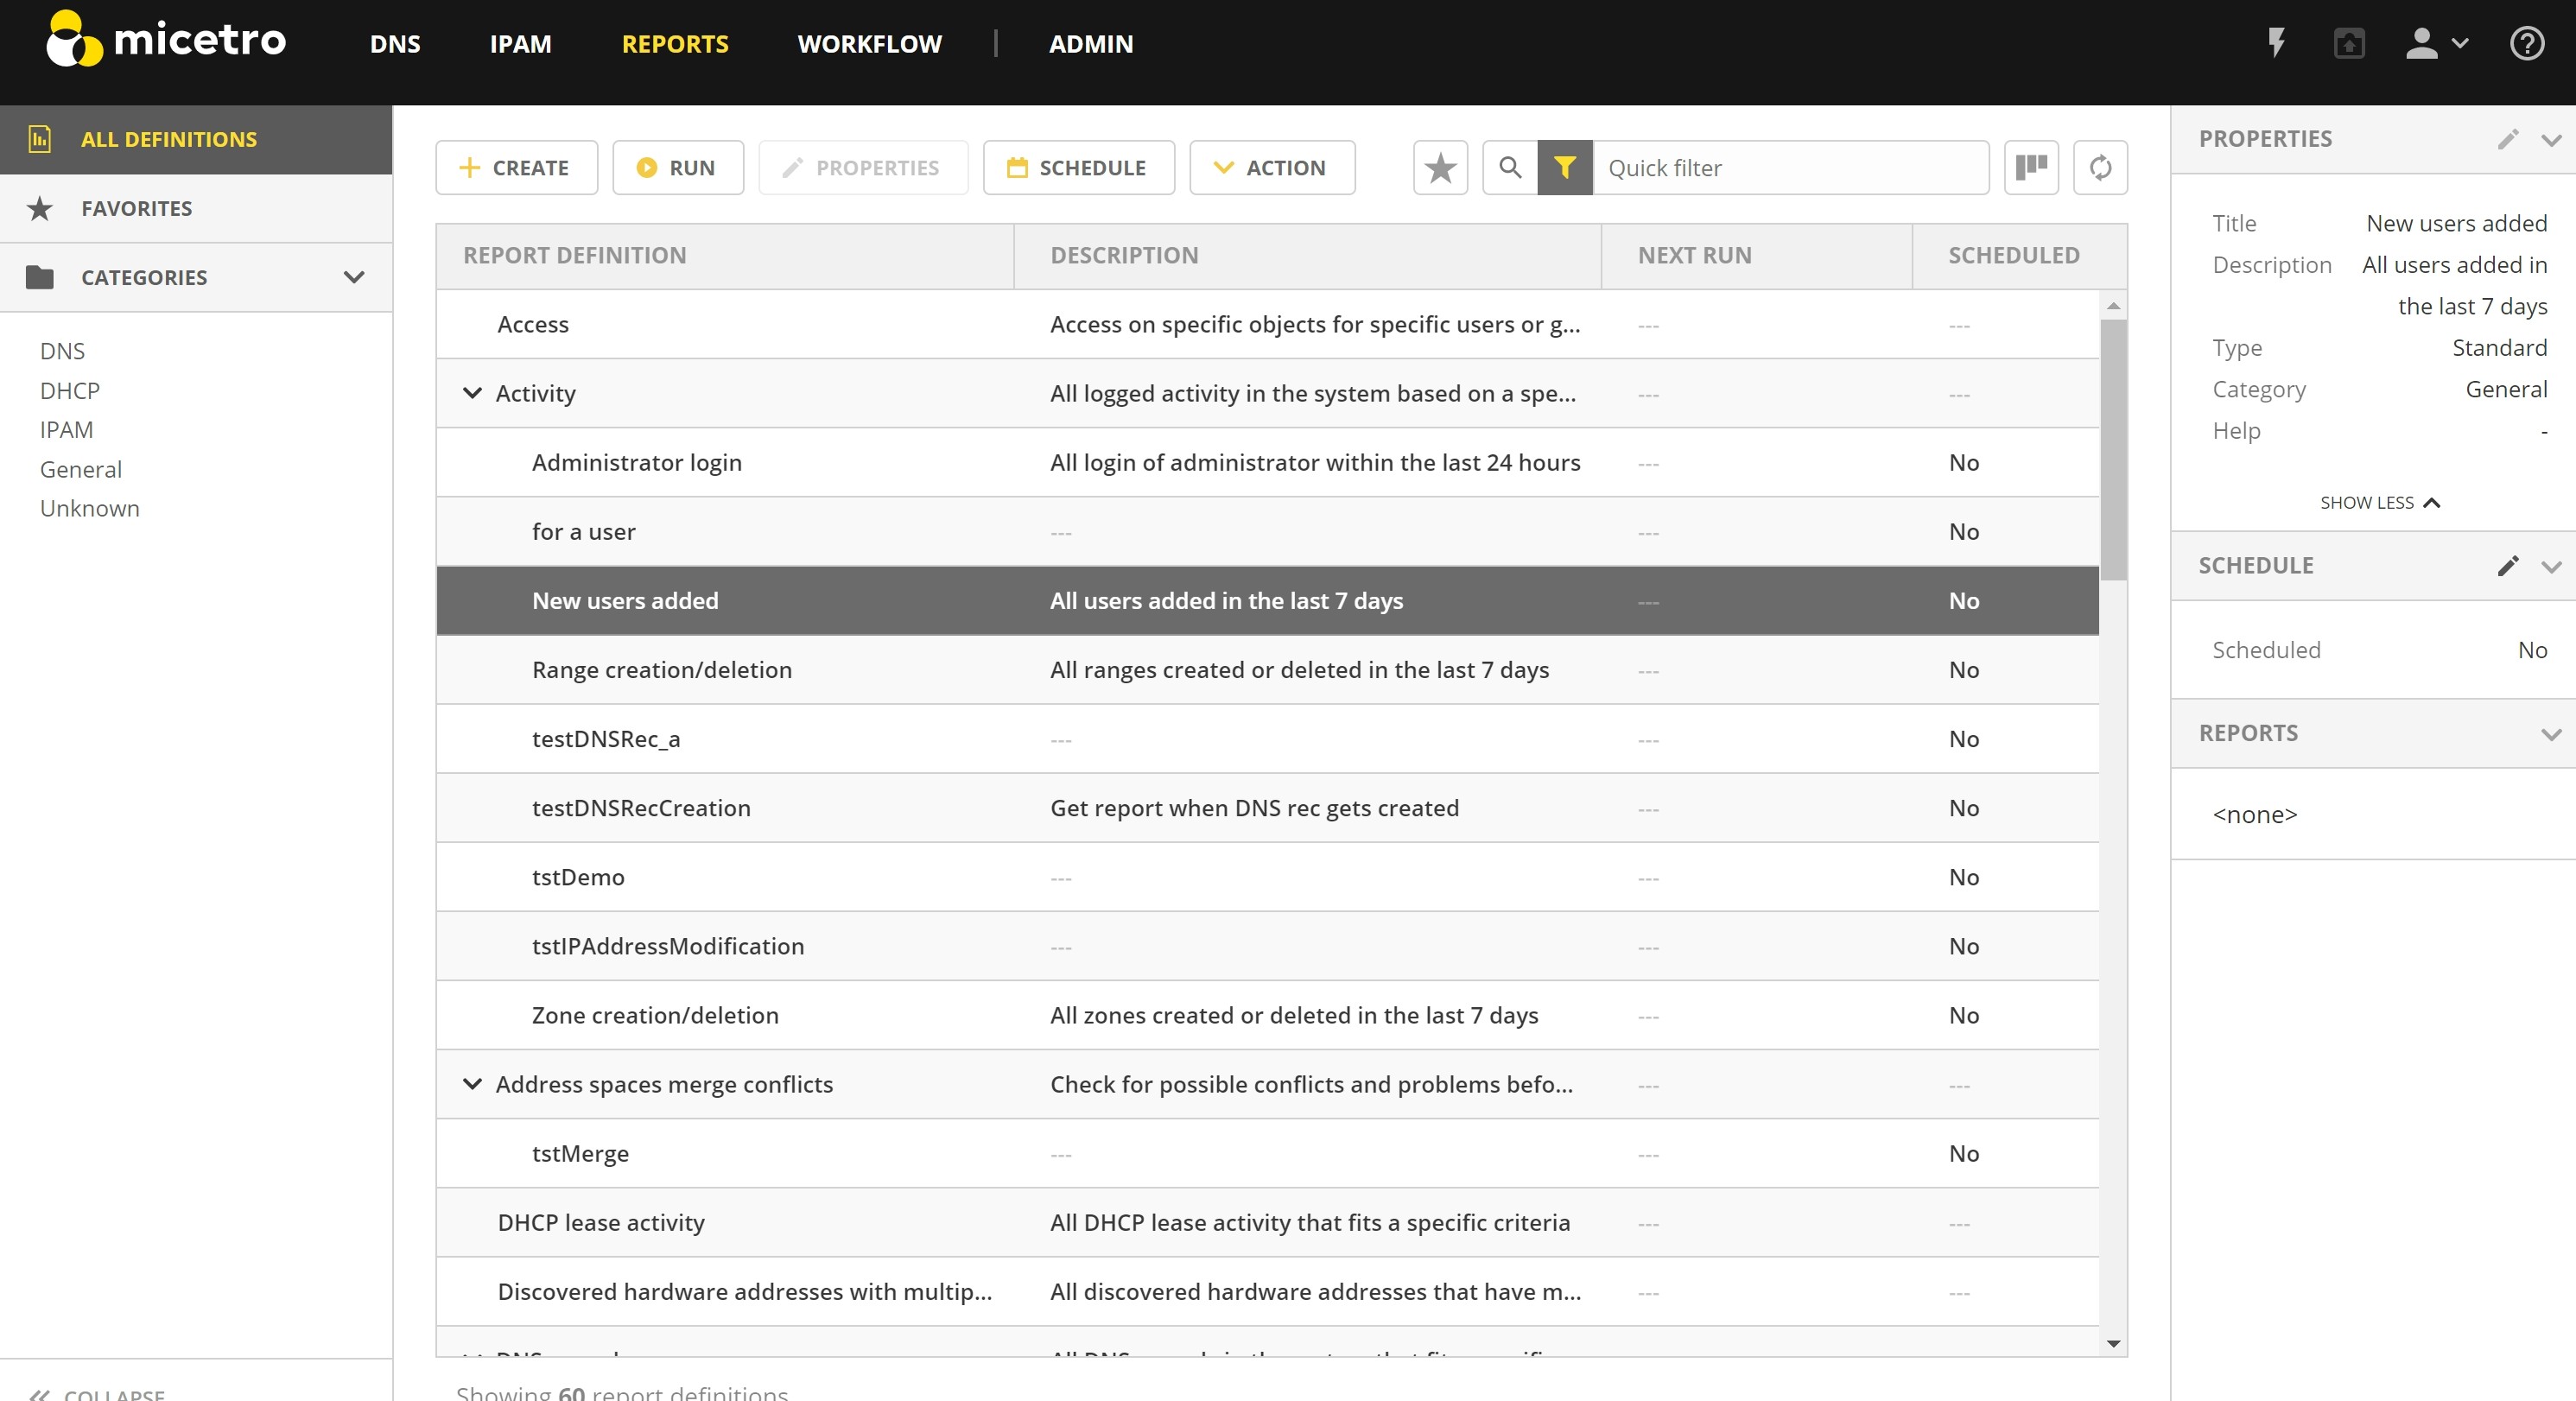 micetro
DNS
IPAM
REPORTS
WORKFLOW
ADMIN
ALL DEFINITIONS
FAVORITES
CATEGORIES
DNS
DHCP
IPAM
General
Unknown
COLLAPSE
CREATE
RUN
PROPERTIES
SCHEDULE
ACTION
Quick filter
REPORT DEFINITION DESCRIPTION NEXT RUN SCHEDULED
Access Access on specific objects for specific users or g... --- ---
Activity All logged activity in the system based on a spe... --- ---
Administrator login All login of administrator within the last 24 hours --- No
for a user --- --- No
New users added All users added in the last 7 days --- No
Range creation/deletion All ranges created or deleted in the last 7 days --- No
testDNSRec_a --- --- No
testDNSRecCreation Get report when DNS rec gets created --- No
tstDemo --- --- No
tstIPAddressModification --- --- No
Zone creation/deletion All zones created or deleted in the last 7 days --- No
Address spaces merge conflicts Check for possible conflicts and problems befo... --- ---
tstMerge --- --- No
DHCP lease activity All DHCP lease activity that fits a specific criteria --- ---
Discovered hardware addresses with multip... All discovered hardware addresses that have m... --- ---
Showing 60 report definitions
PROPERTIES
Title New users added
Description All users added in
the last 7 days
Type Standard
Category General
Help -
SHOW LESS
SCHEDULE
Scheduled No
REPORTS
<none>